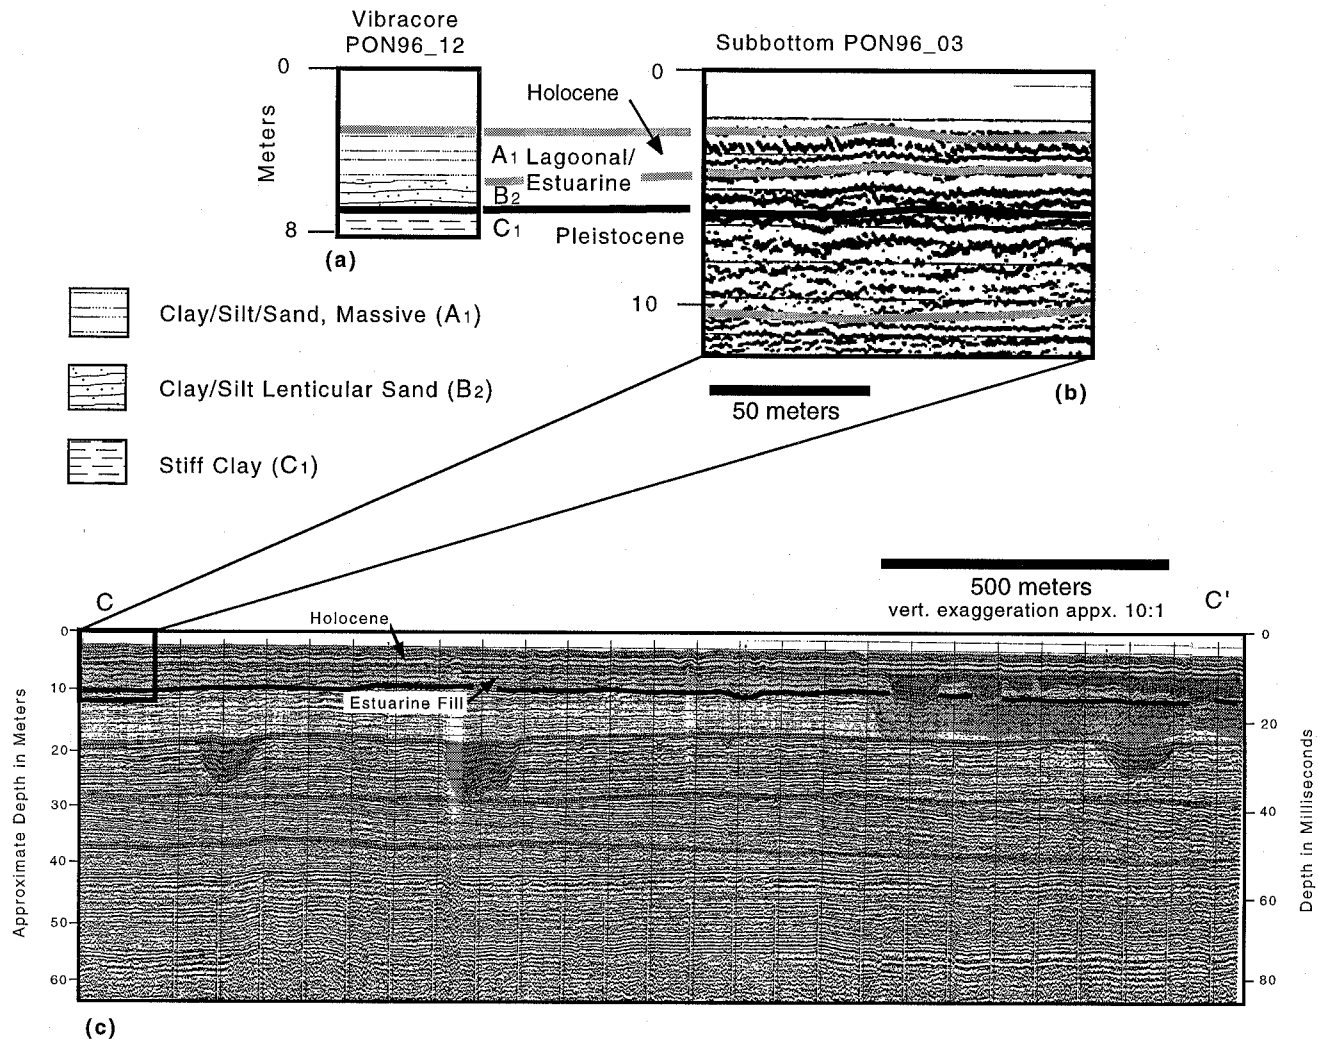 Vibracore
PON96_12
Subbottom PON96_03
0
0
Holocene
Meters
A1 Lagoonal/
Estuarine
B2
8
C1 Pleistocene
(a)
10
Clay/Silt/Sand, Massive (A1)
Clay/Silt Lenticular Sand (B2)
50 meters
(b)
Stiff Clay (C1)
500 meters
vert. exaggeration appx. 10:1
C
C'
Holocene
Estuarine Fill
Approximate Depth in Meters
0
10
20
30
40
50
60
0
20
40
60
80
Depth in Milliseconds
(c)